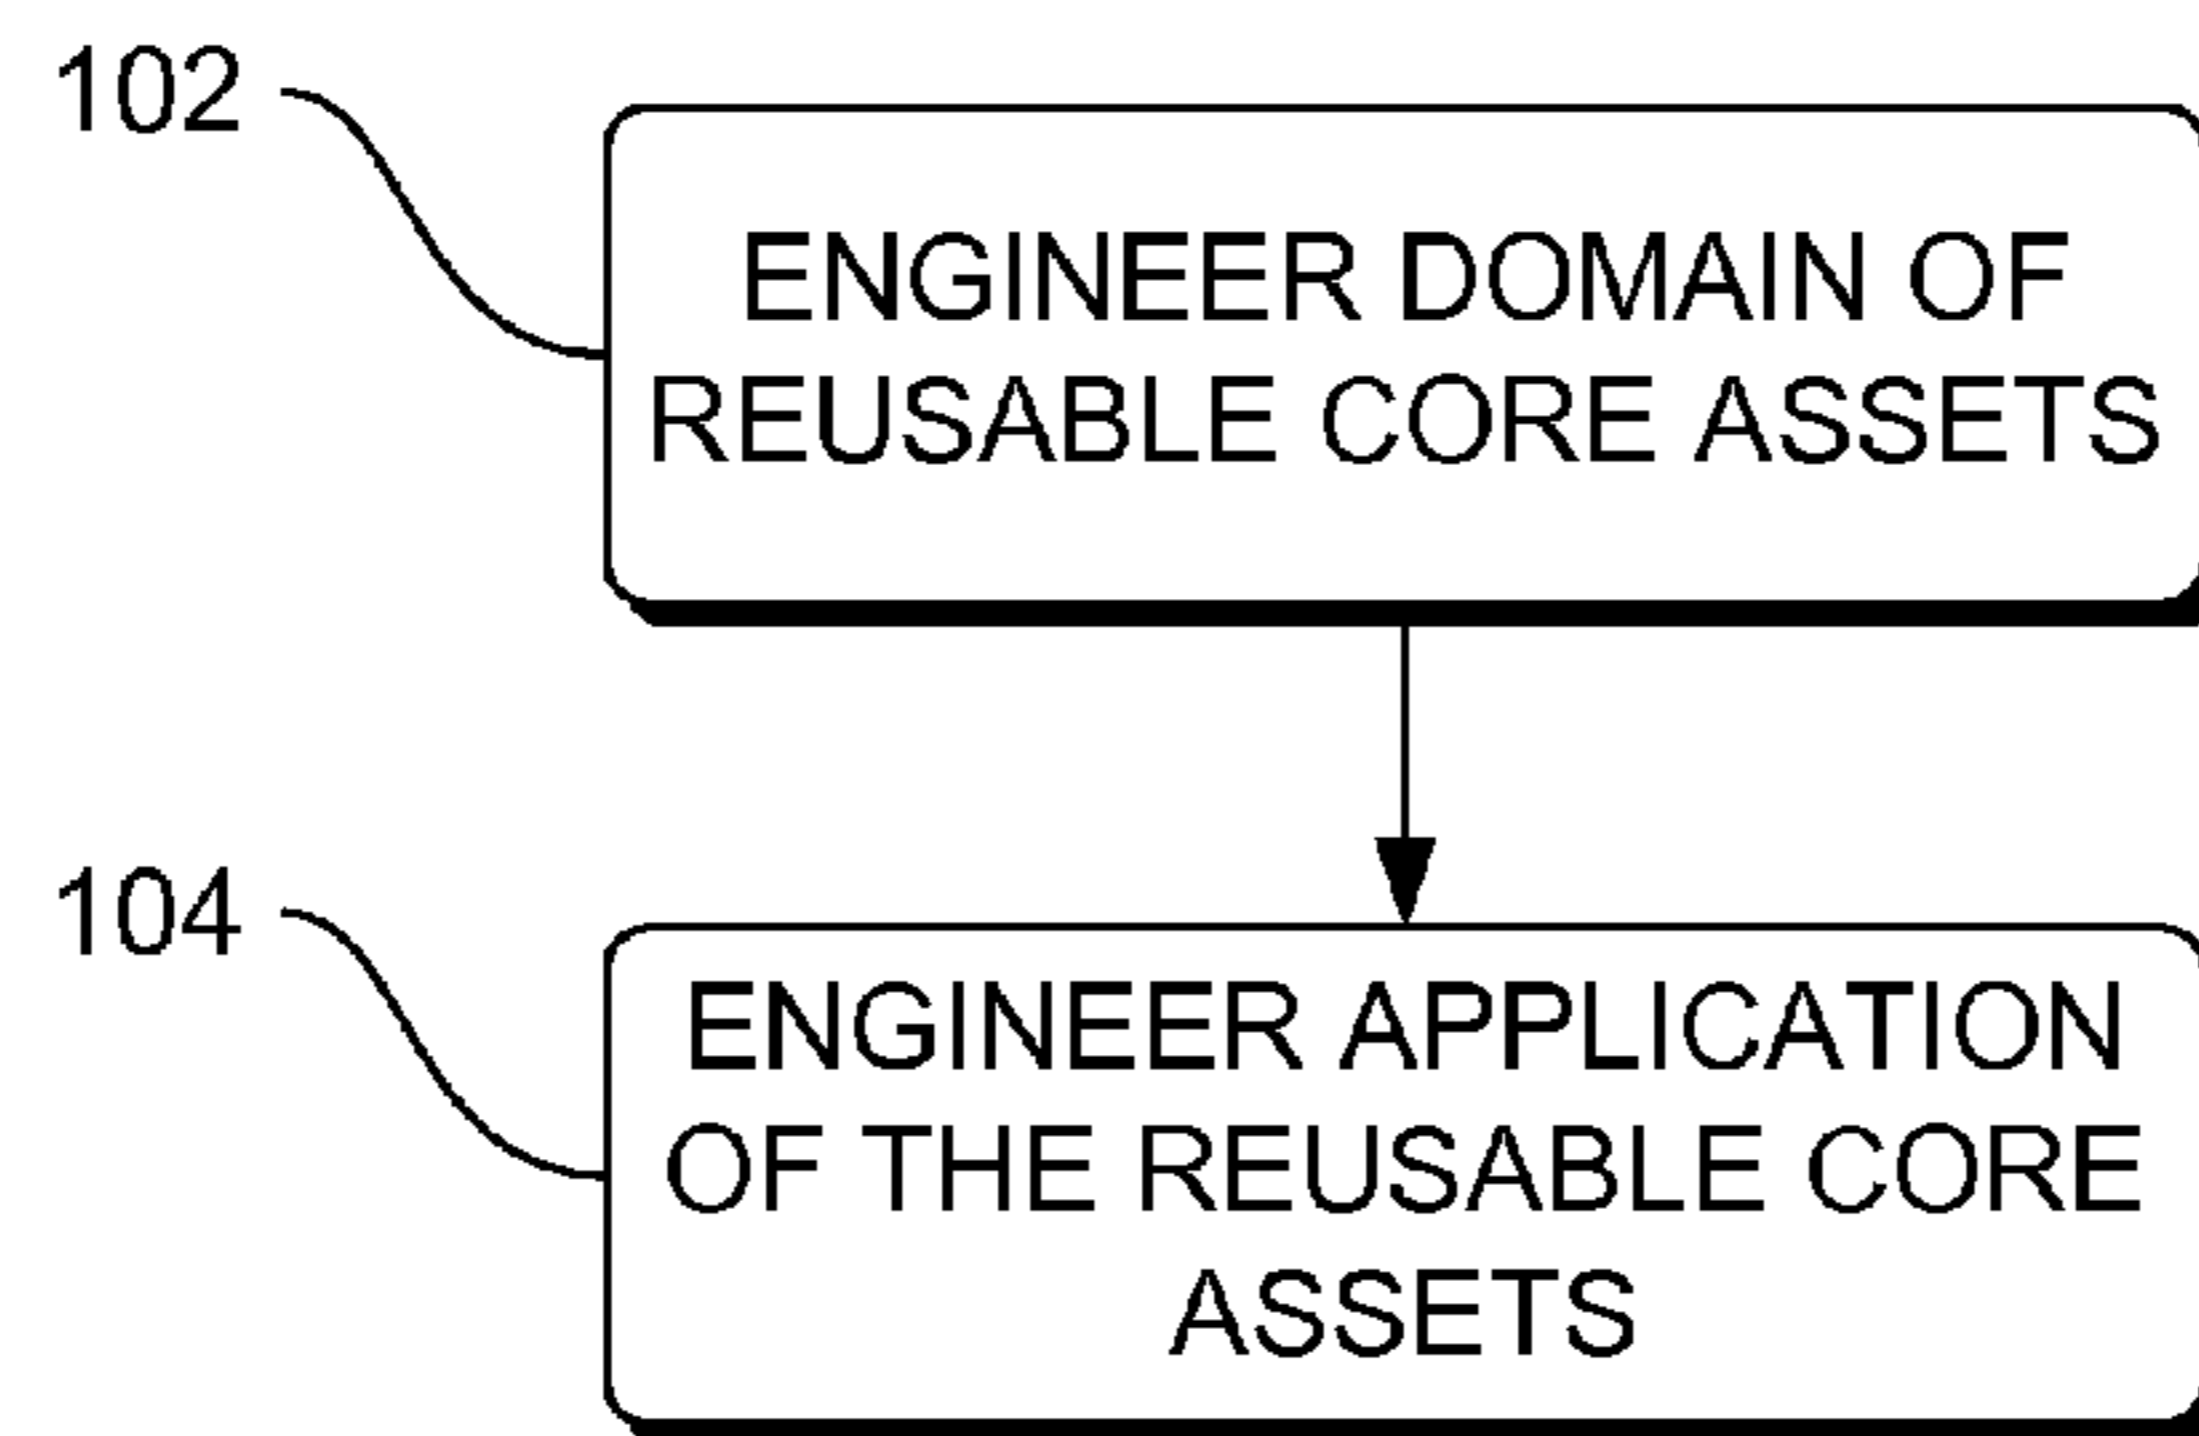 102
ENGINEER DOMAIN OF
REUSABLE CORE ASSETS
104
ENGINEER APPLICATION
OF THE REUSABLE CORE
ASSETS